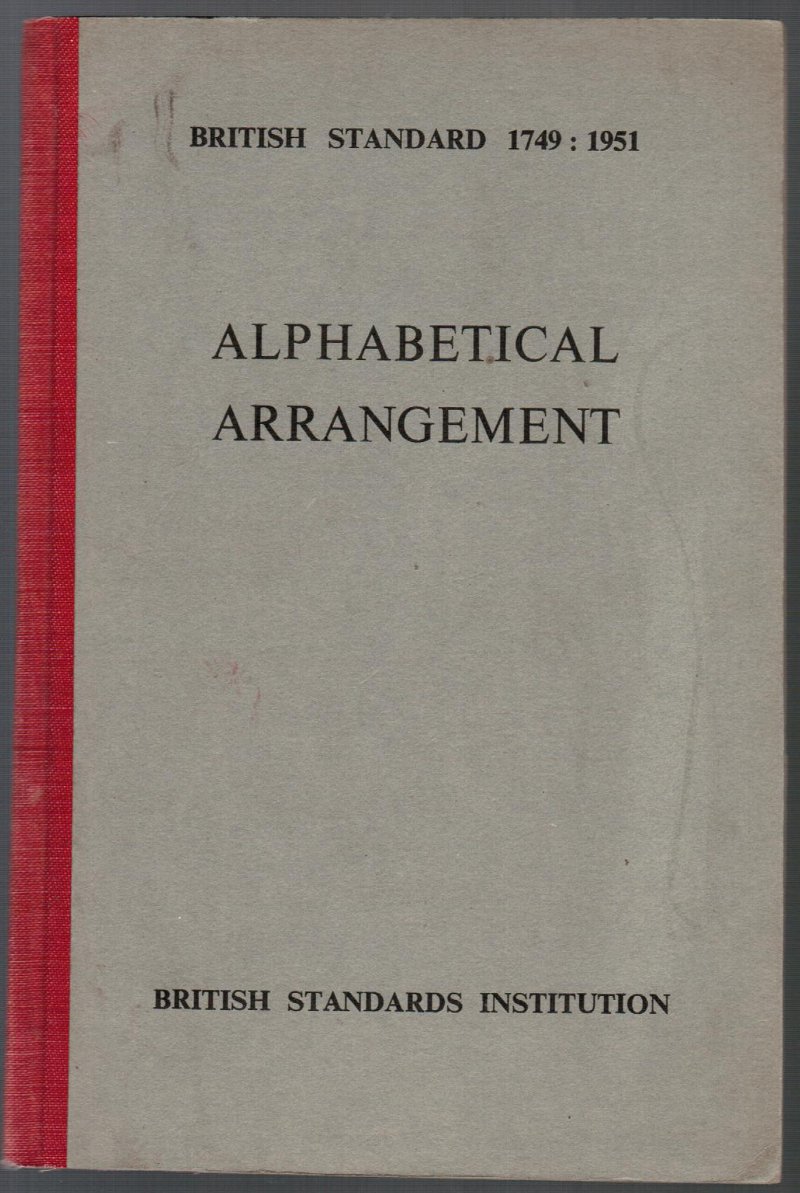 BRITISH STANDARD 1749 : 1951
ALPHABETICAL
ARRANGEMENT
BRITISH STANDARDS INSTITUTION